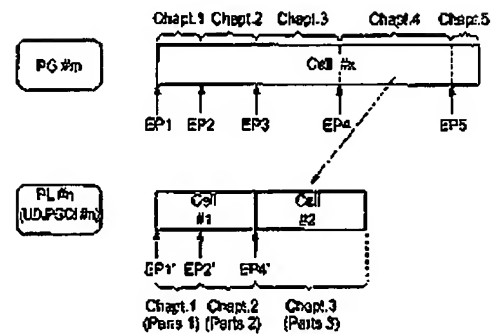 Chapt.1 Chapt.2 Chapt.3 Chapt.4 Chapt.5
PG #m
Cell #k
EP1 EP2 EP3 EP4 EP5
PL #n
(UD_PGCI #n)
Cell #1
Cell #2
EP1' EP2' EP4'
Chapt.1 Chapt.2 Chapt.3
(Parts 1) (Parts 2) (Parts 3)